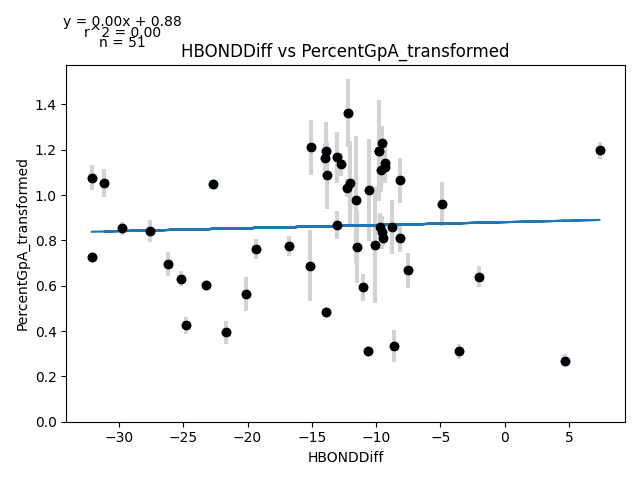 y = 0.00x + 0.88
r^2 = 0.00
n = 51
HBONDDiff vs PercentGpA_transformed
PercentGpA_transformed
1.4
1.2
1.0
0.8
0.6
0.4
0.2
0.0
−30 −25 −20 −15 −10 −5 0 5
HBONDDiff